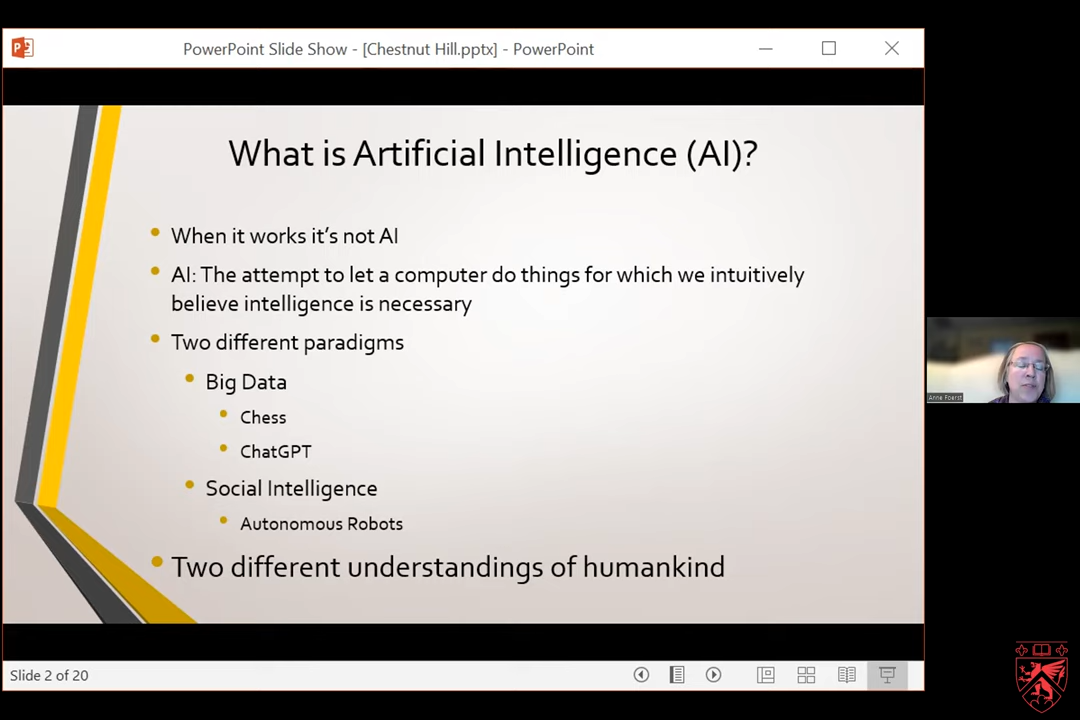 PowerPoint Slide Show - [Chestnut Hill.pptx] - PowerPoint
What is Artificial Intelligence (AI)?
When it works it's not AI
AI: The attempt to let a computer do things for which we intuitively
believe intelligence is necessary
Two different paradigms
Big Data
Chess
ChatGPT
Social Intelligence
Autonomous Robots
Two different understandings of humankind
Anne Foerst
Slide 2 of 20